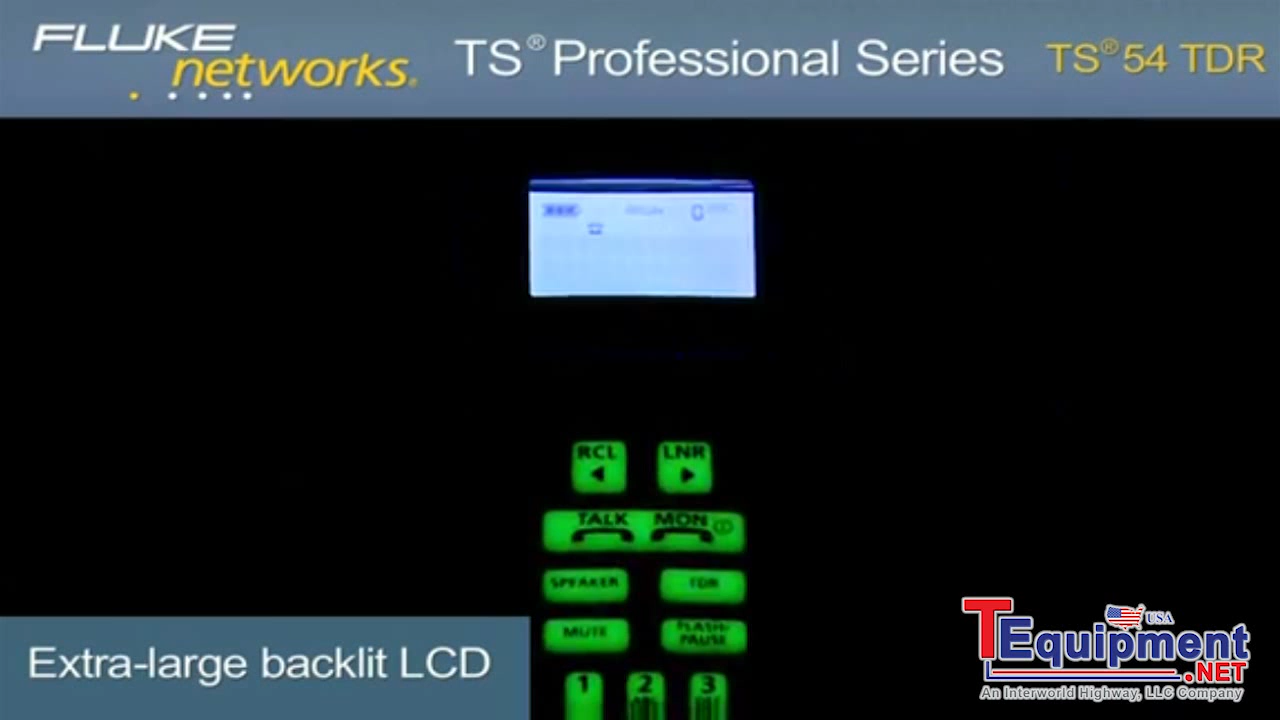 FLUKE networks®
TS® Professional Series
TS® 54 TDR
RCL
LNR
TALK
MON
SPEAKER
TDR
MUTE
FLASH/
PAUSE
1
2
3
Extra-large backlit LCD
TEquipment
USA
.NET
An Interworld Highway, LLC Company